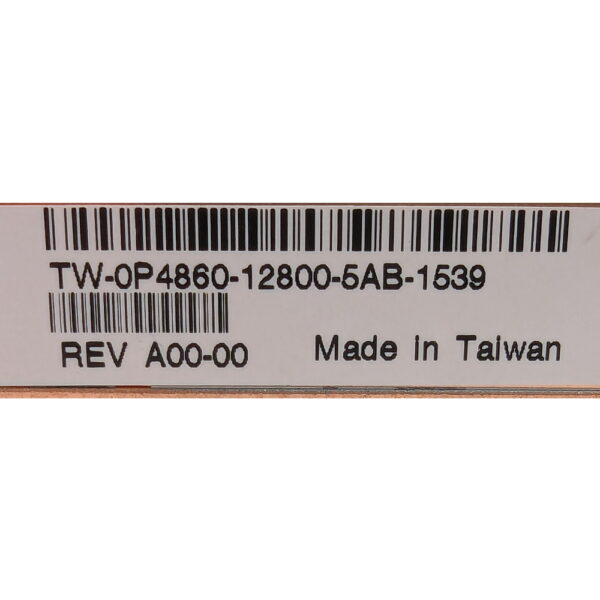 TW-0P4860-12800-5AB-1539
REV A00-00 Made in Taiwan